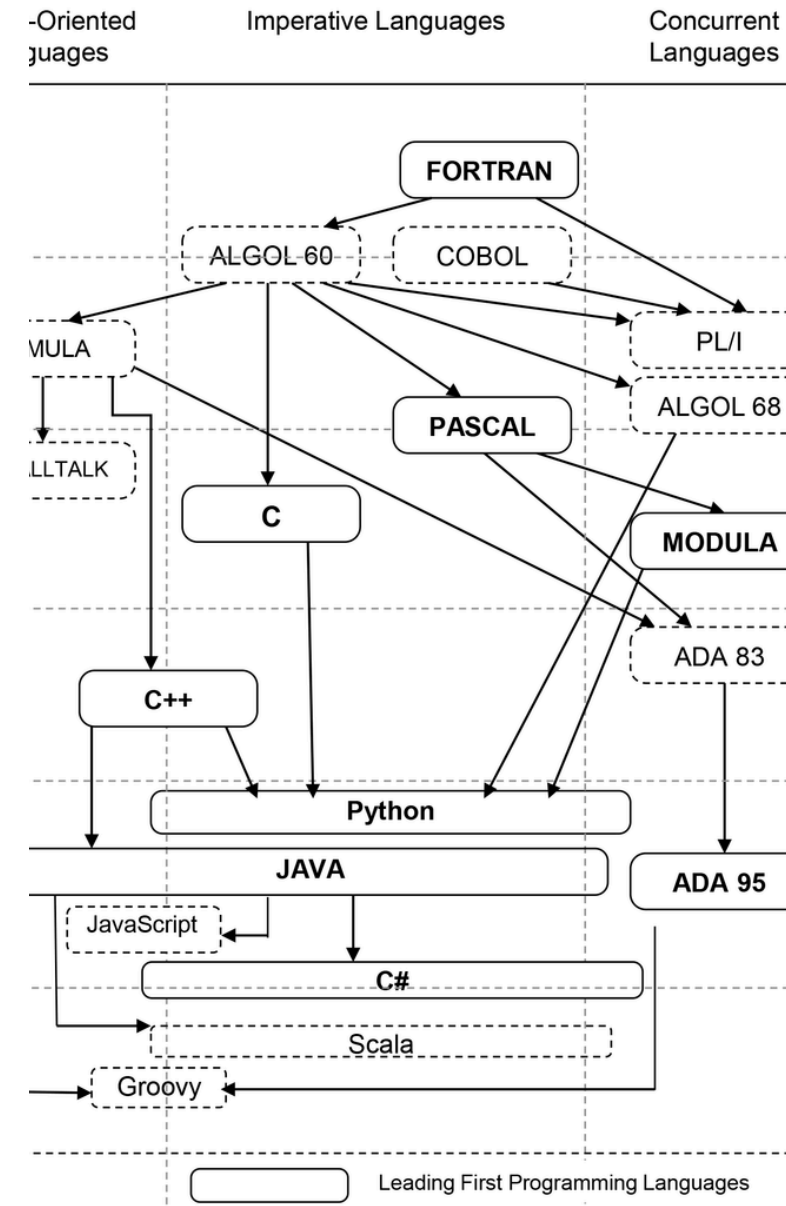 -Oriented
guages
Imperative Languages
Concurrent
Languages
FORTRAN
ALGOL 60
COBOL
MULA
PL/I
ALGOL 68
PASCAL
ALLTALK
C
MODULA
ADA 83
C++
Python
JAVA
ADA 95
JavaScript
C#
Scala
Groovy
Leading First Programming Languages